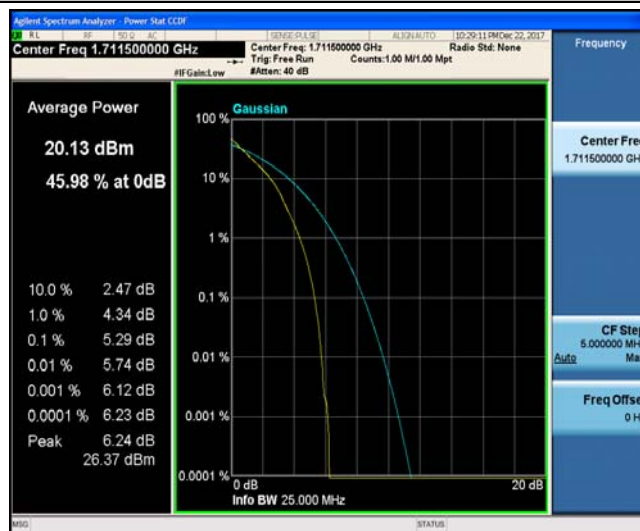 Agilent Spectrum Analyzer - Power Stat CCDF
RL RF 50 Ω AC SENSE:PULSE ALIGN AUTO 10:29:11 PM Dec 22, 2017
Center Freq 1.711500000 GHz
Center Freq: 1.711500000 GHz Radio Std: None
Trig: Free Run Counts:1.00 M/1.00 Mpt
#IFGain:Low #Atten: 40 dB
Frequency
Average Power
20.13 dBm
45.98 % at 0dB
10.0 % 2.47 dB
1.0 % 4.34 dB
0.1 % 5.29 dB
0.01 % 5.74 dB
0.001 % 6.12 dB
0.0001 % 6.23 dB
Peak 6.24 dB
26.37 dBm
Gaussian
100 %
10 %
1 %
0.1 %
0.01 %
0.001 %
0.0001 %
0 dB 20 dB
Info BW 25.000 MHz
Center Fre
1.711500000 GH
CF Step
5.000000 MH
Auto Ma
Freq Offse
0 H
MSG STATUS